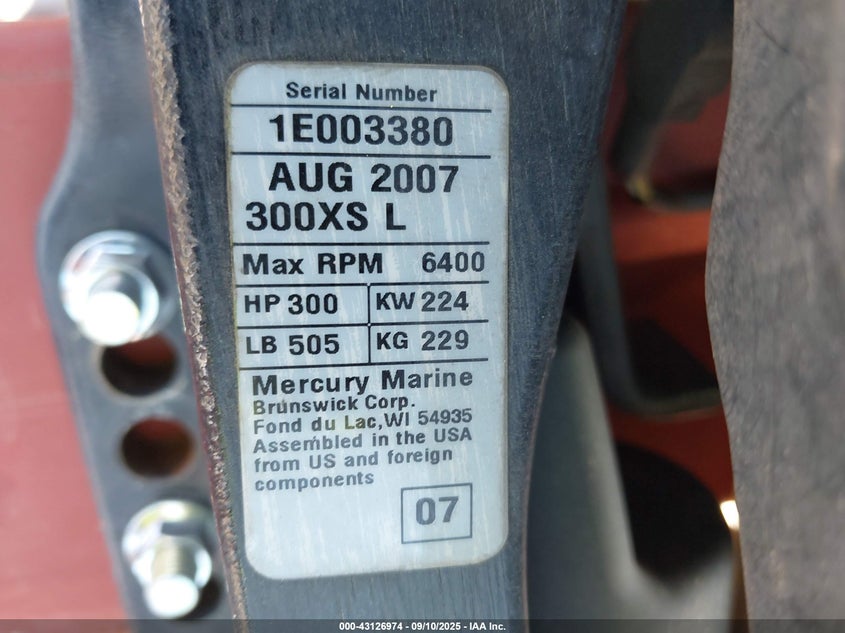 Serial Number
1E003380
AUG 2007
300XS L
Max RPM 6400
HP 300 KW 224
LB 505 KG 229
Mercury Marine
Brunswick Corp.
Fond du Lac, WI 54935
Assembled in the USA
from US and foreign
components
07
000-43126974 - 09/10/2025 - IAA Inc.